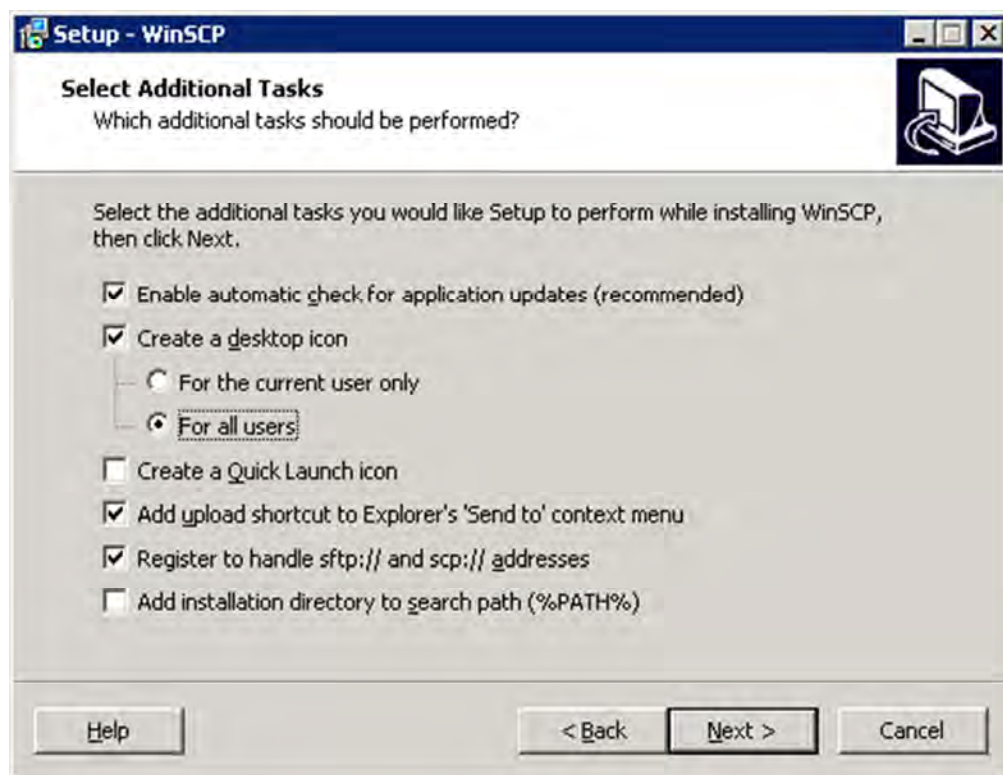 Setup - WinSCP
Select Additional Tasks
Which additional tasks should be performed?
Select the additional tasks you would like Setup to perform while installing WinSCP,
then click Next.
Enable automatic check for application updates (recommended)
Create a desktop icon
For the current user only
For all users
Create a Quick Launch icon
Add upload shortcut to Explorer's 'Send to' context menu
Register to handle sftp:// and scp:// addresses
Add installation directory to search path (%PATH%)
Help
< Back
Next >
Cancel